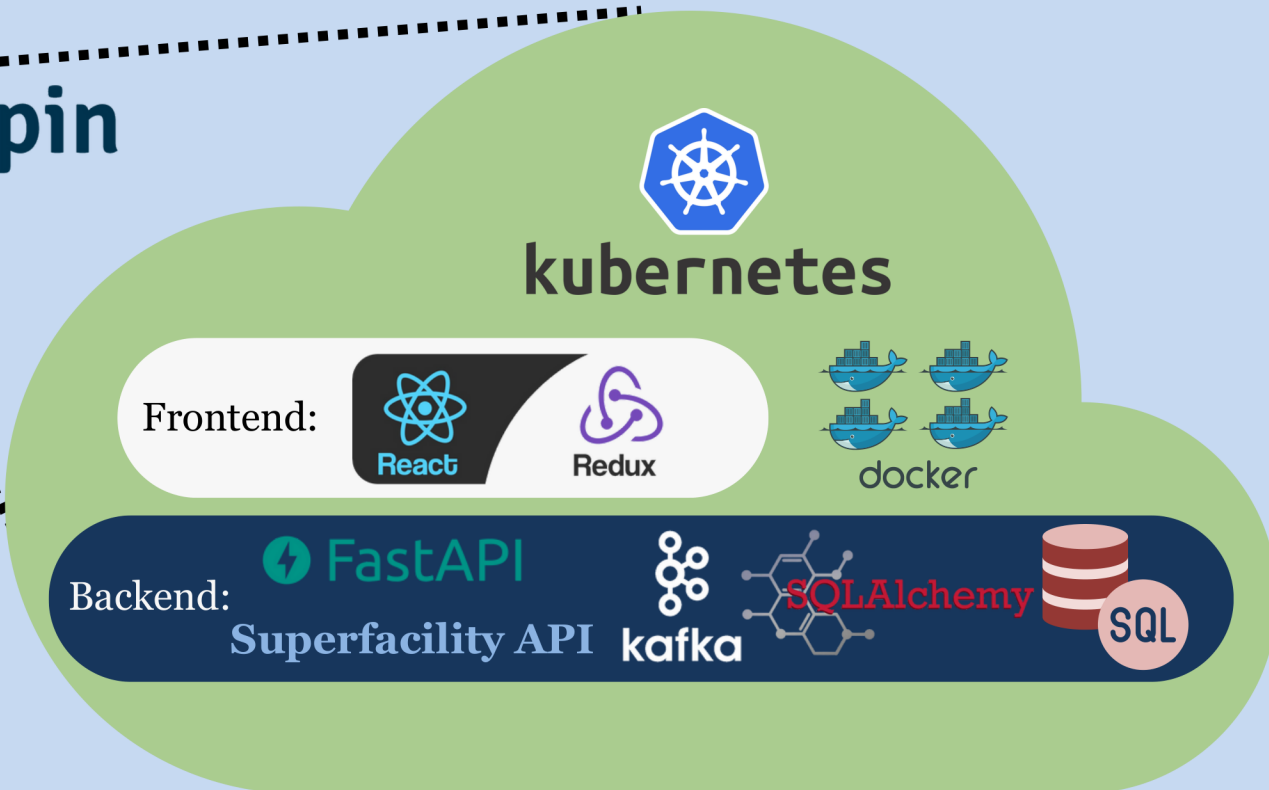 pin
kubernetes
Frontend:
React
Redux
docker
Backend:
FastAPI
Superfacility API
kafka
SQLAlchemy
SQL